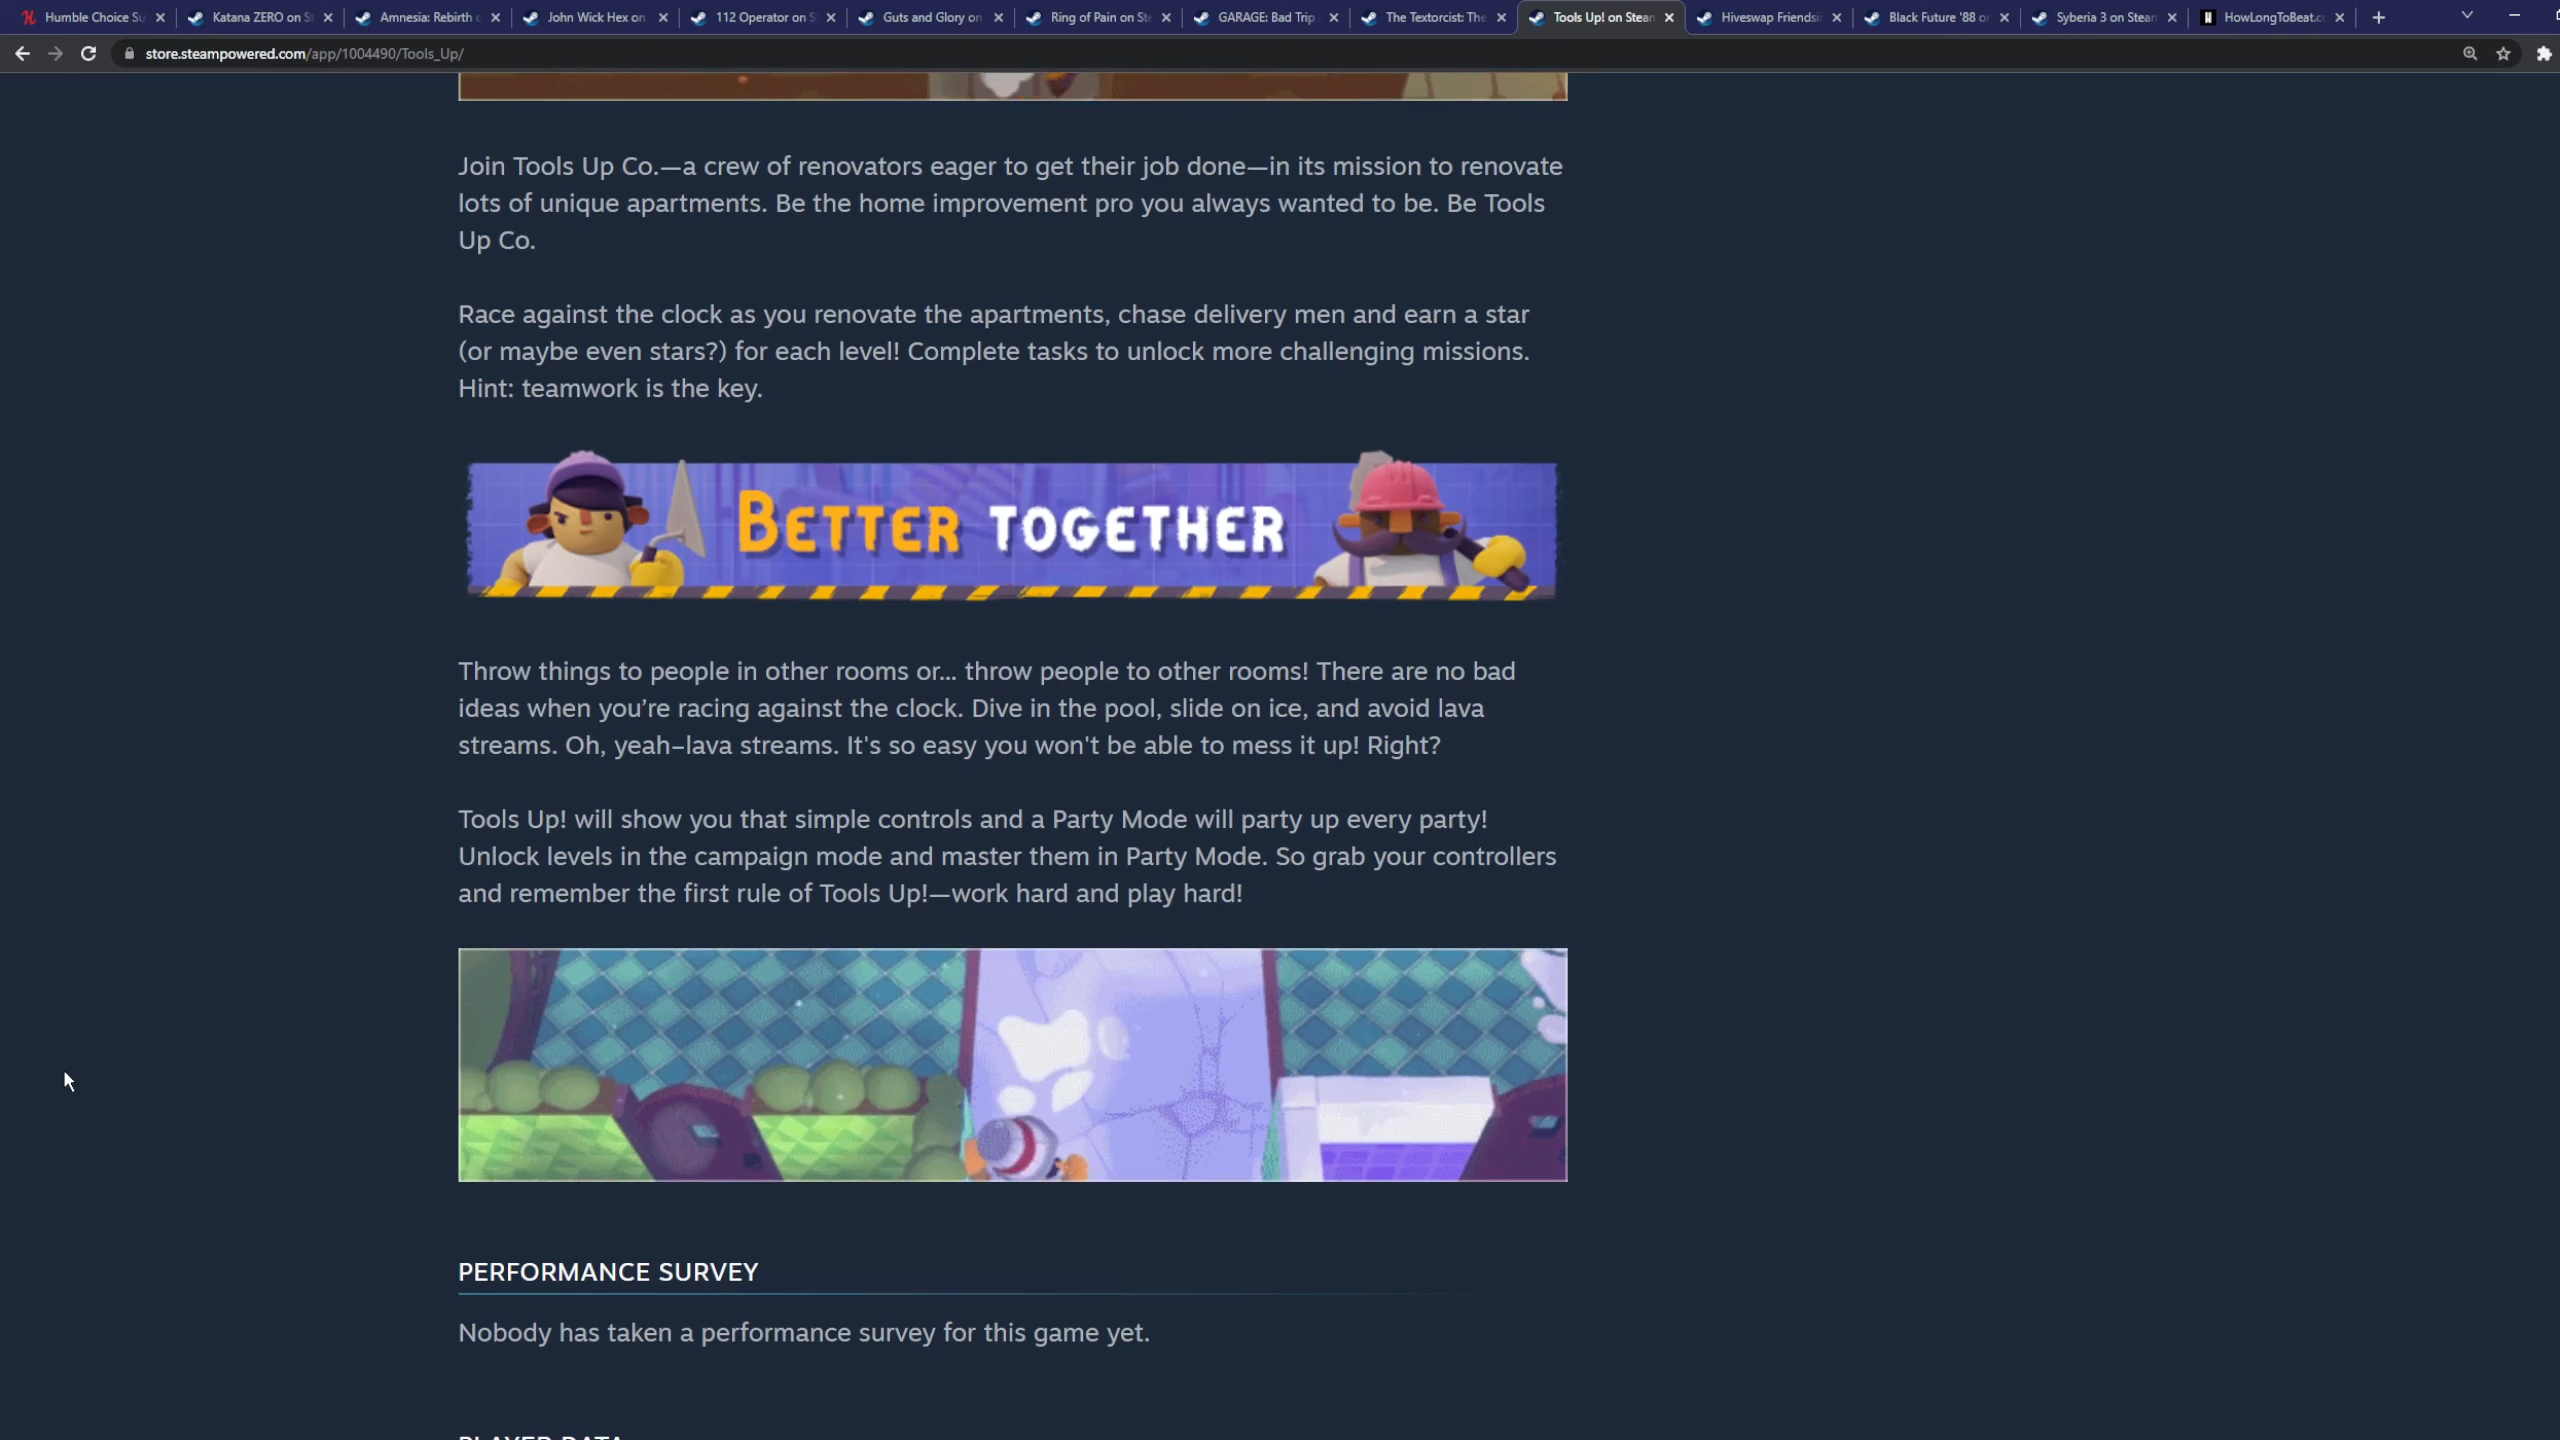 Humble Choice Su
Katana ZERO on St
Amnesia: Rebirth o
John Wick Hex on
112 Operator on S
Guts and Glory on
Ring of Pain on Ste
GARAGE: Bad Trip
The Textorcist: The
Tools Up! on Steam
Hiveswap Friendsi
Black Future '88 on
Syberia 3 on Steam
HowLongToBeat.c
store.steampowered.com/app/1004490/Tools_Up/
Join Tools Up Co.—a crew of renovators eager to get their job done—in its mission to renovate
lots of unique apartments. Be the home improvement pro you always wanted to be. Be Tools
Up Co.
Race against the clock as you renovate the apartments, chase delivery men and earn a star
(or maybe even stars?) for each level! Complete tasks to unlock more challenging missions.
Hint: teamwork is the key.
BETTER TOGETHER
Throw things to people in other rooms or... throw people to other rooms! There are no bad
ideas when you’re racing against the clock. Dive in the pool, slide on ice, and avoid lava
streams. Oh, yeah–lava streams. It's so easy you won't be able to mess it up! Right?
Tools Up! will show you that simple controls and a Party Mode will party up every party!
Unlock levels in the campaign mode and master them in Party Mode. So grab your controllers
and remember the first rule of Tools Up!—work hard and play hard!
PERFORMANCE SURVEY
Nobody has taken a performance survey for this game yet.
PLAYER DATA